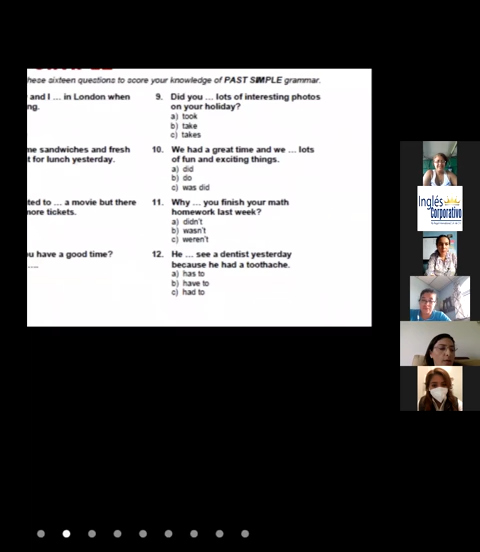 these sixteen questions to score your knowledge of PAST SIMPLE grammar.
and I ... in London when
ng.
me sandwiches and fresh
t for lunch yesterday.
ted to ... a movie but there
more tickets.
u have a good time?
9. Did you ... lots of interesting photos
on your holiday?
a) took
b) take
c) takes
10. We had a great time and we ... lots
of fun and exciting things.
a) did
b) do
c) was did
11. Why ... you finish your math
homework last week?
a) didn't
b) wasn't
c) weren't
12. He ... see a dentist yesterday
because he had a toothache.
a) has to
b) have to
c) had to
Inglés
Corporativo